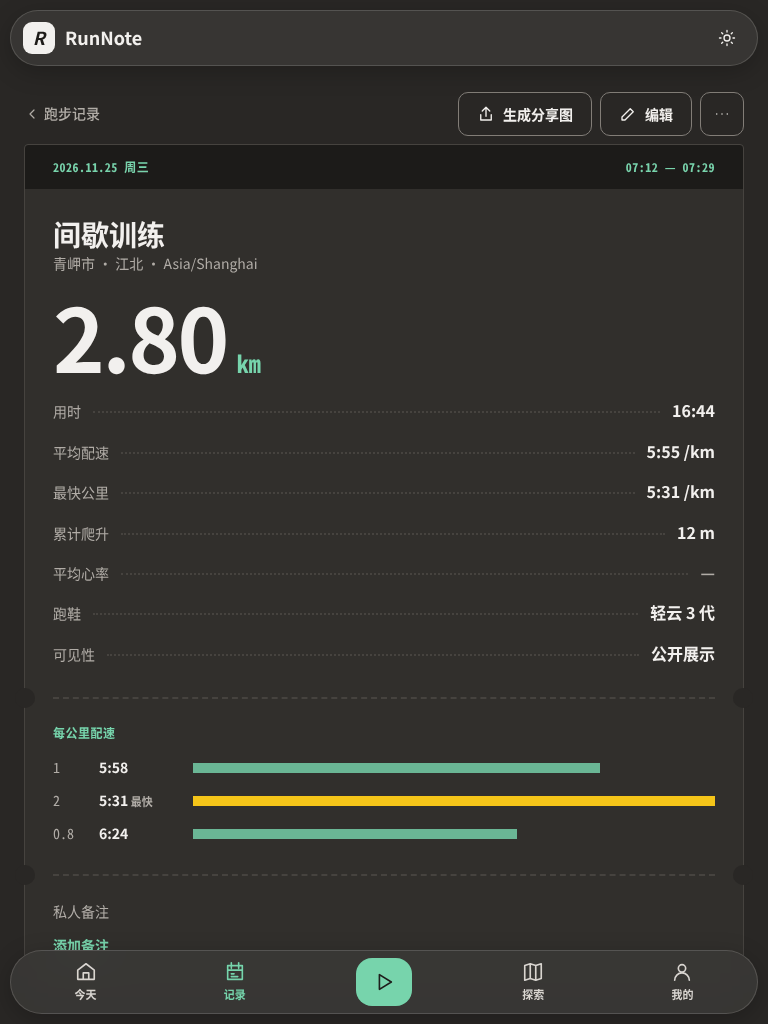 R RunNote
跑步记录
生成分享图
编辑
···
2026.11.25 周三
07:12 — 07:29
间歇训练
青岬市 · 江北 · Asia/Shanghai
2.80 km
用时 16:44
平均配速 5:55 /km
最快公里 5:31 /km
累计爬升 12 m
平均心率 —
跑鞋 轻云 3 代
可见性 公开展示
每公里配速
1 5:58
2 5:31 最快
0.8 6:24
私人备注
添加备注
今天
记录
探索
我的